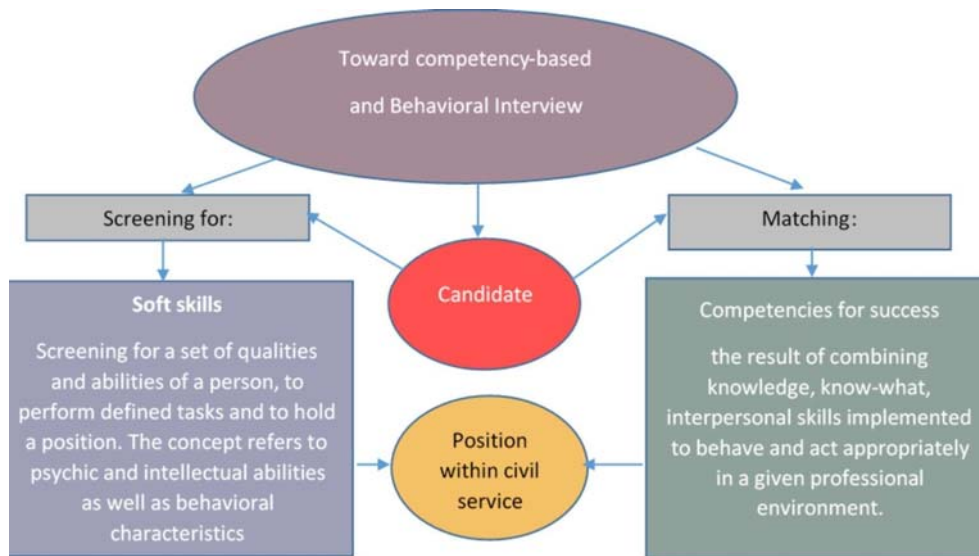 Toward competency-based
and Behavioral Interview
Screening for:
Matching:
Candidate
Soft skills
Screening for a set of qualities
and abilities of a person, to
perform defined tasks and to hold
a position. The concept refers to
psychic and intellectual abilities
as well as behavioral
characteristics
Competencies for success
the result of combining
knowledge, know-what,
interpersonal skills implemented
to behave and act appropriately
in a given professional
environment.
Position
within civil
service